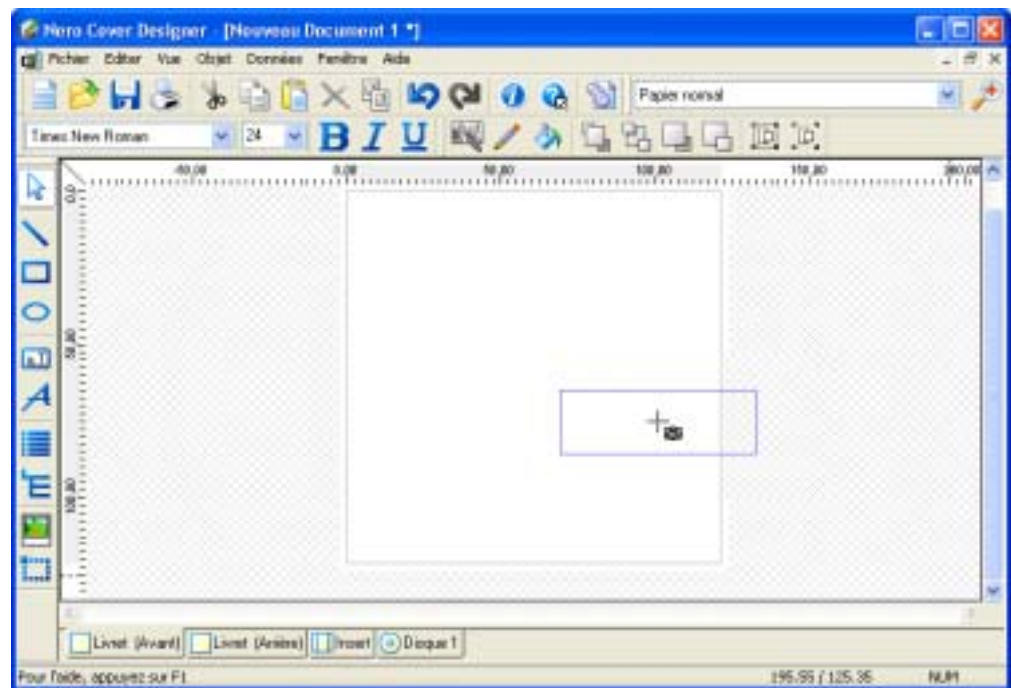 Nero Cover Designer - [Nouveau Document 1 *]
Fichier Editer Vue Objet Données Fenêtre Aide
Papier normal
Times New Roman 24 B I U
-50,00 0,00 50,00 100,00 150,00 200,00
0,0
50,00
100,00
Livret (Avant) Livret (Arrière) Insert Disque 1
Pour l'aide, appuyez sur F1 195.55 / 125.35 NUM